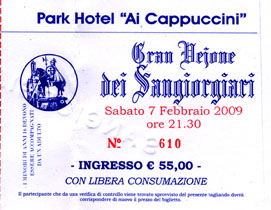 Park Hotel “Ai Cappuccini”
Gran Vejone
dei Sangiorgiari
Sabato 7 Febbraio 2009
ore 21.30
I MINORI DI ANNI 16 DEVONO
ESSERE ACCOMPAGNATI
DA UN ADULTO
Nº 610
- INGRESSO € 55,00 -
CON LIBERA CONSUMAZIONE
Il partecipante che da una verifica di controllo viene trovato sprovvisto del presente tagliando dovrà
corrispondere di nuovo il prezzo del biglietto.